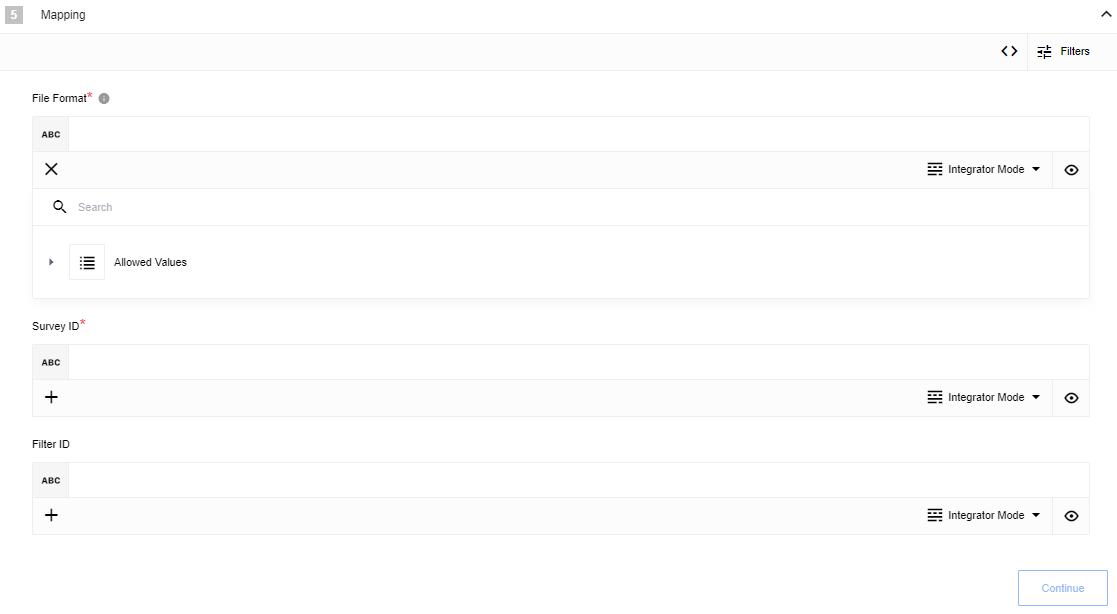 5 Mapping
Filters
File Format*
ABC
Integrator Mode
Search
Allowed Values
Survey ID*
ABC
Integrator Mode
Filter ID
ABC
Integrator Mode
Continue